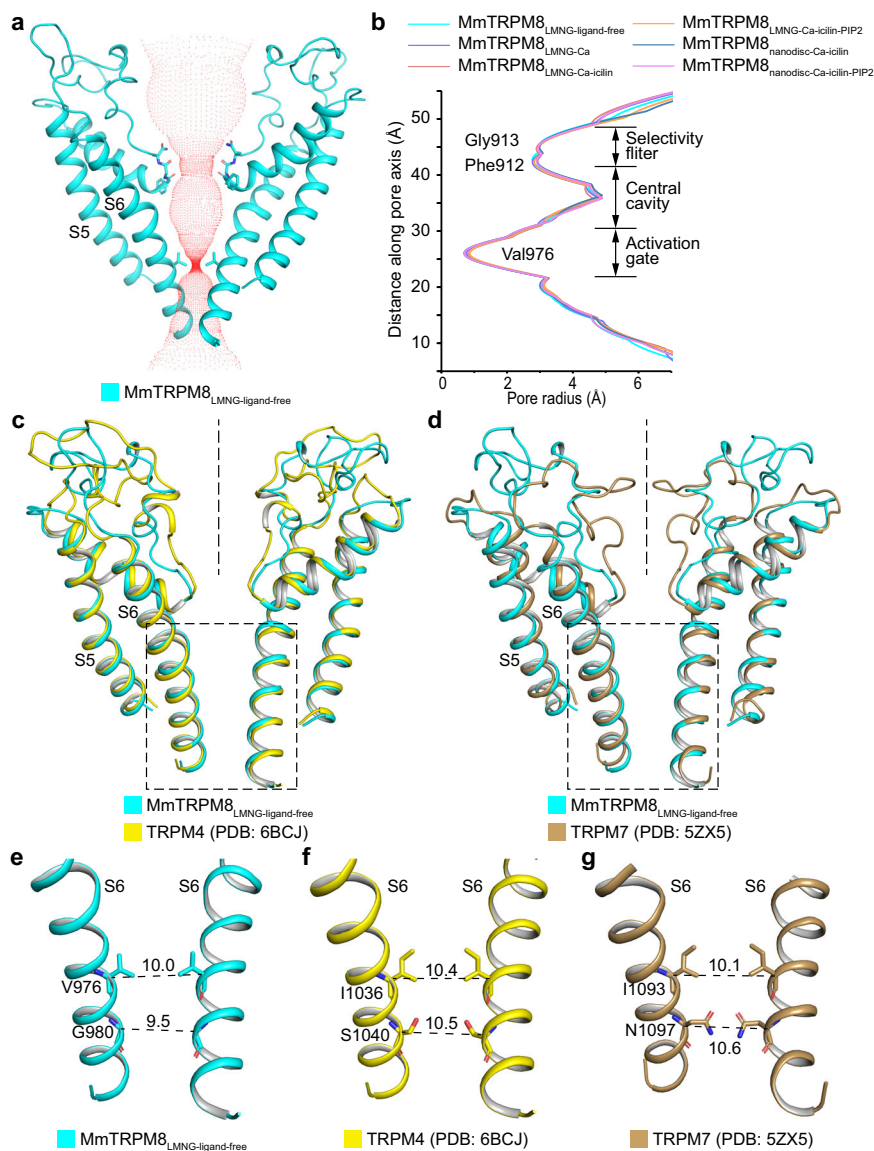 a
S6
S5
MmTRPM8LMNG-ligand-free
b
MmTRPM8LMNG-ligand-free
MmTRPM8LMNG-Ca
MmTRPM8LMNG-Ca-icilin
MmTRPM8LMNG-Ca-icilin-PIP2
MmTRPM8nanodisc-Ca-icilin
MmTRPM8nanodisc-Ca-icilin-PIP2
Distance along pore axis (Å)
50
40
30
20
10
Gly913
Phe912
Val976
Selectivity
fliter
Central
cavity
Activation
gate
0 2 4 6
Pore radius (Å)
c
S6
S5
MmTRPM8LMNG-ligand-free
TRPM4 (PDB: 6BCJ)
d
S6
S5
MmTRPM8LMNG-ligand-free
TRPM7 (PDB: 5ZX5)
e
S6 S6
10.0
V976
G980
9.5
MmTRPM8LMNG-ligand-free
f
S6 S6
10.4
I1036
S1040
10.5
TRPM4 (PDB: 6BCJ)
g
S6 S6
10.1
I1093
N1097
10.6
TRPM7 (PDB: 5ZX5)